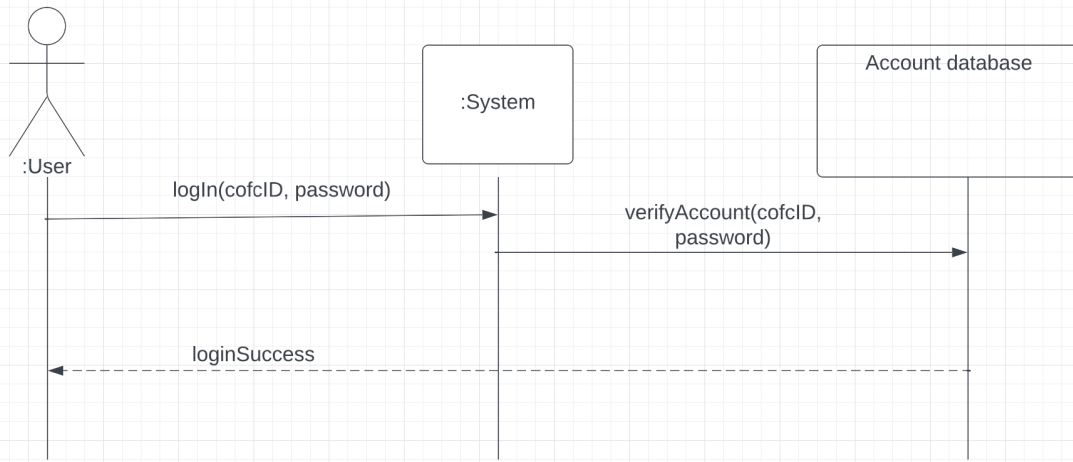 :System
Account database
:User
logIn(cofcID, password)
verifyAccount(cofcID,
password)
loginSuccess